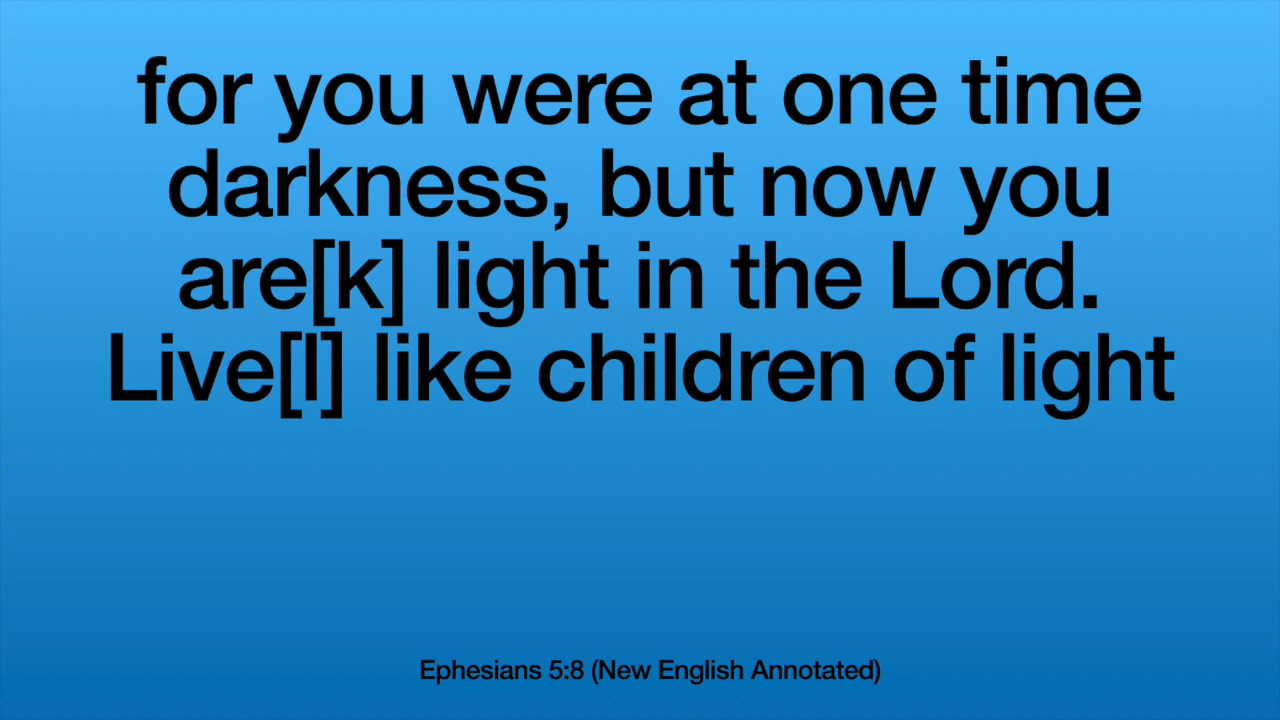 for you were at one time
darkness, but now you
are[k] light in the Lord.
Live[l] like children of light
Ephesians 5:8 (New English Annotated)